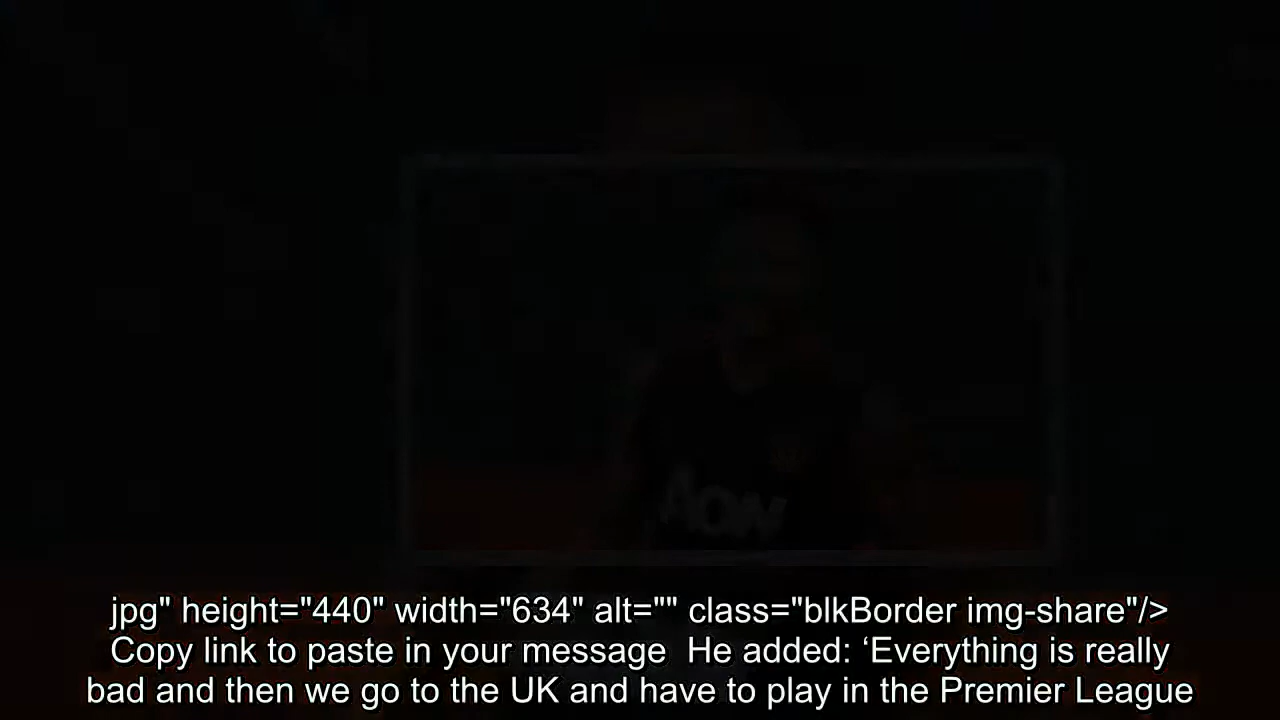 AON
jpg" height="440" width="634" alt="" class="blkBorder img-share"/>
Copy link to paste in your message  He added: ‘Everything is really
bad and then we go to the UK and have to play in the Premier League